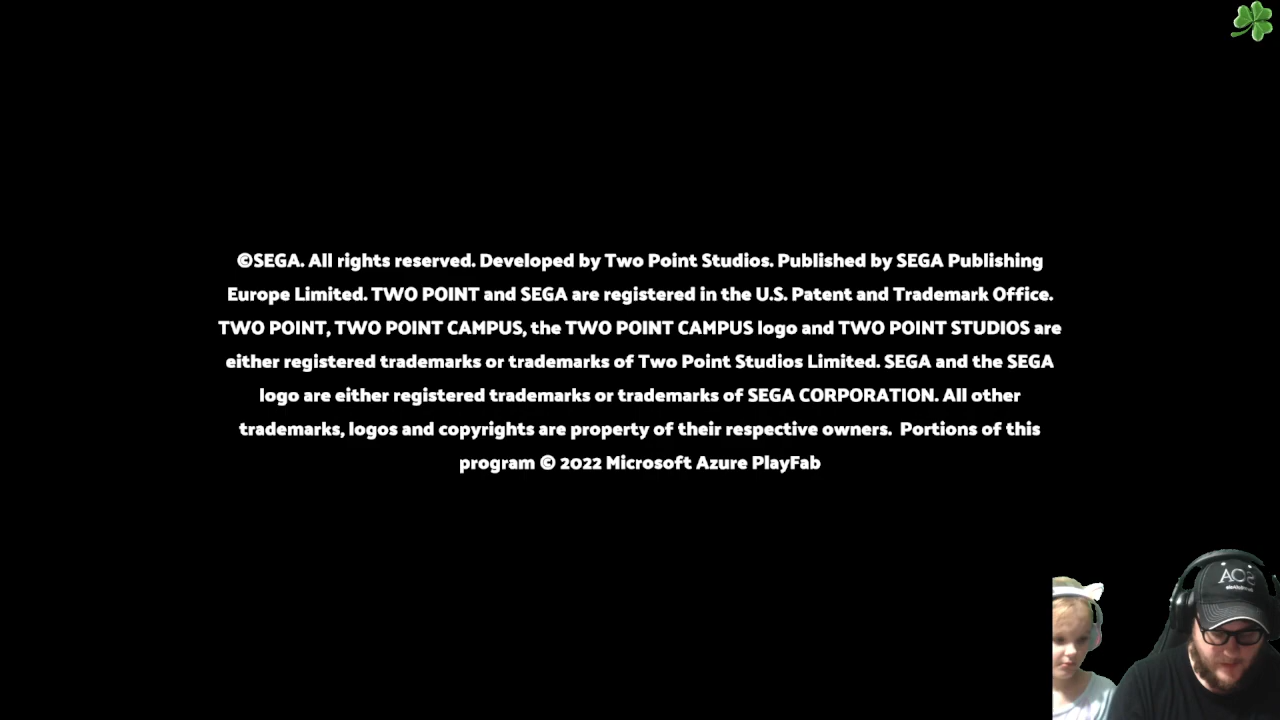 ©SEGA. All rights reserved. Developed by Two Point Studios. Published by SEGA Publishing
Europe Limited. TWO POINT and SEGA are registered in the U.S. Patent and Trademark Office.
TWO POINT, TWO POINT CAMPUS, the TWO POINT CAMPUS logo and TWO POINT STUDIOS are
either registered trademarks or trademarks of Two Point Studios Limited. SEGA and the SEGA
logo are either registered trademarks or trademarks of SEGA CORPORATION. All other
trademarks, logos and copyrights are property of their respective owners. Portions of this
program © 2022 Microsoft Azure PlayFab
SOA